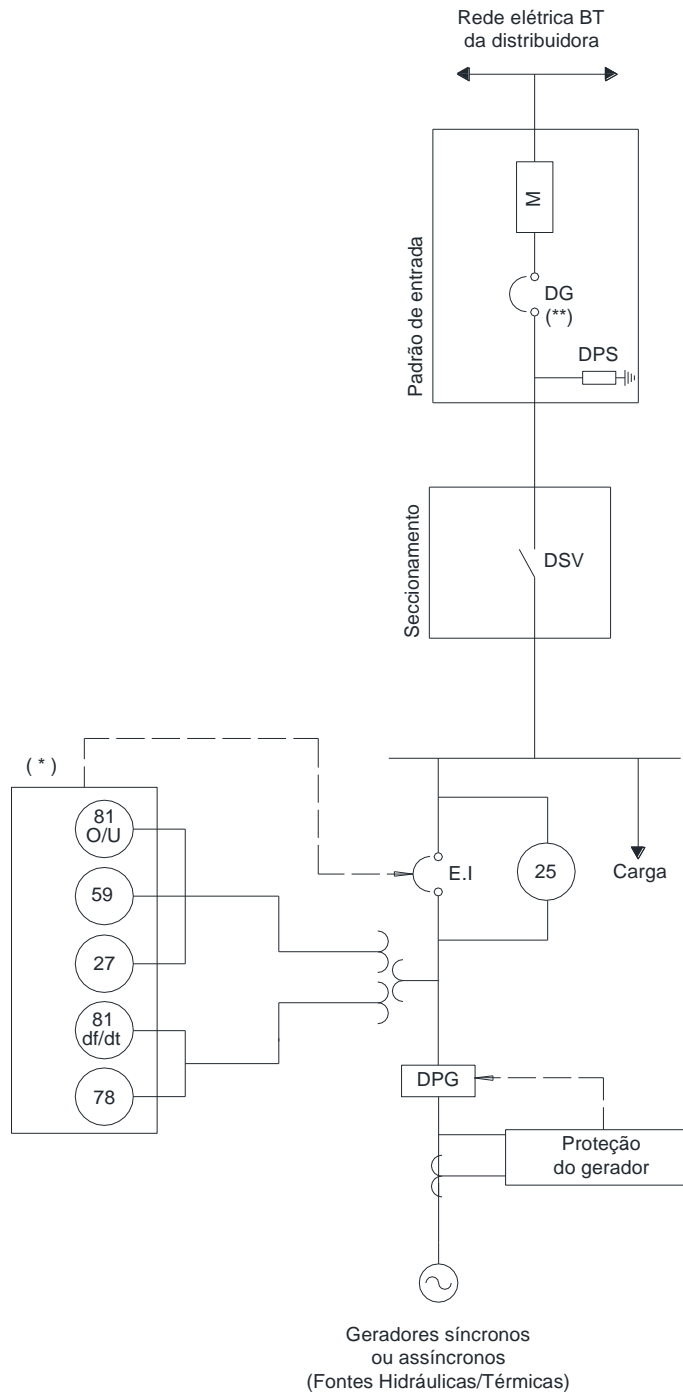 Rede elétrica BT
da distribuidora
Padrão de entrada
M
DG
(**)
DPS
Seccionamento
DSV
( * )
81
O/U
59
27
81
df/dt
78
E.I
25
Carga
DPG
Proteção
do gerador
Geradores síncronos
ou assíncronos
(Fontes Hidráulicas/Térmicas)